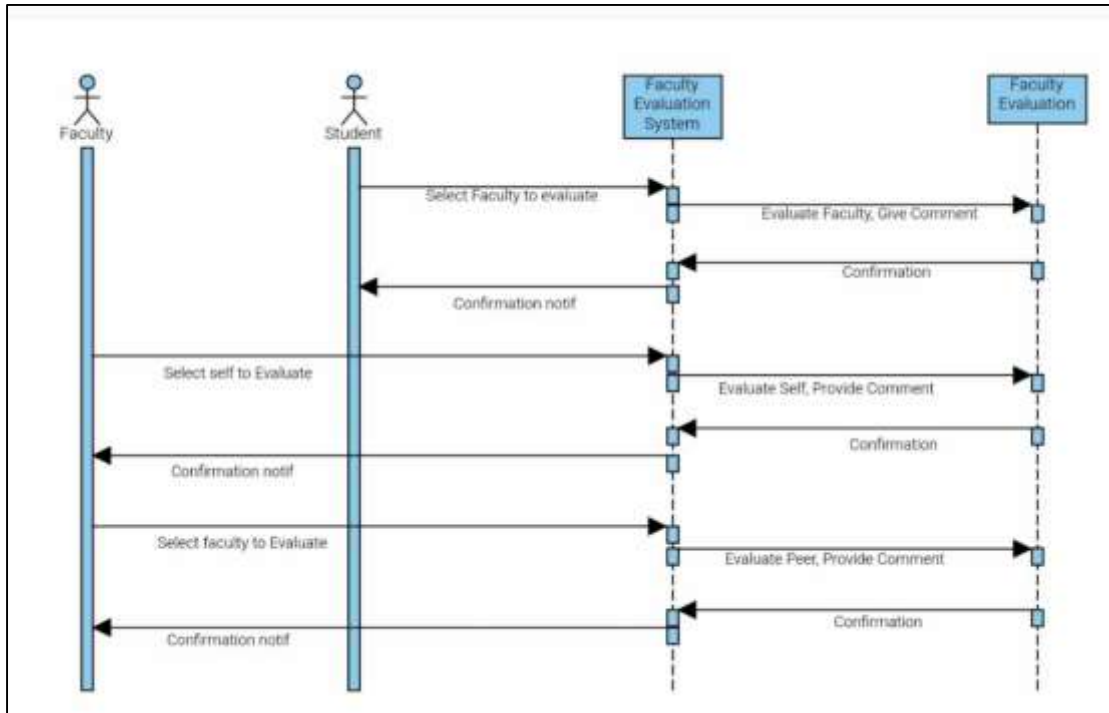 Faculty
Student
Faculty
Evaluation
System
Faculty
Evaluation
Select Faculty to evaluate
Evaluate Faculty, Give Comment
Confirmation
Confirmation notif
Select self to Evaluate
Evaluate Self, Provide Comment
Confirmation
Confirmation notif
Select faculty to Evaluate
Evaluate Peer, Provide Comment
Confirmation
Confirmation notif